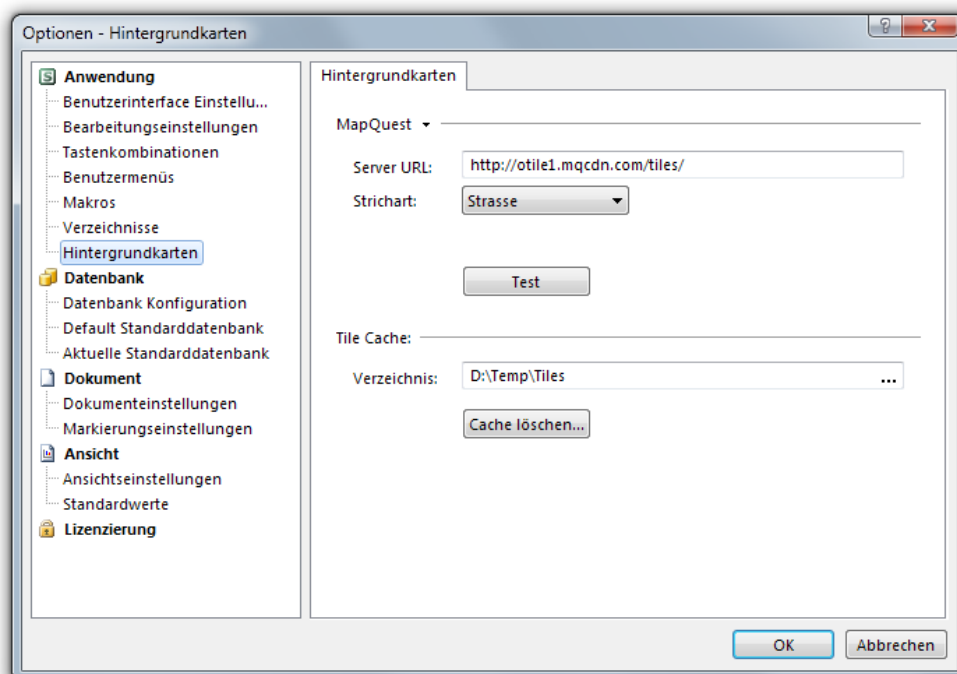 Optionen - Hintergrundkarten
Anwendung
Benutzerinterface Einstellu...
Bearbeitungseinstellungen
Tastenkombinationen
Benutzermenüs
Makros
Verzeichnisse
Hintergrundkarten
Datenbank
Datenbank Konfiguration
Default Standarddatenbank
Aktuelle Standarddatenbank
Dokument
Dokumenteinstellungen
Markierungseinstellungen
Ansicht
Ansichtseinstellungen
Standardwerte
Lizenzierung
Hintergrundkarten
MapQuest
Server URL: http://otile1.mqcdn.com/tiles/
Strichart: Strasse
Test
Tile Cache:
Verzeichnis: D:\Temp\Tiles ...
Cache löschen...
OK Abbrechen